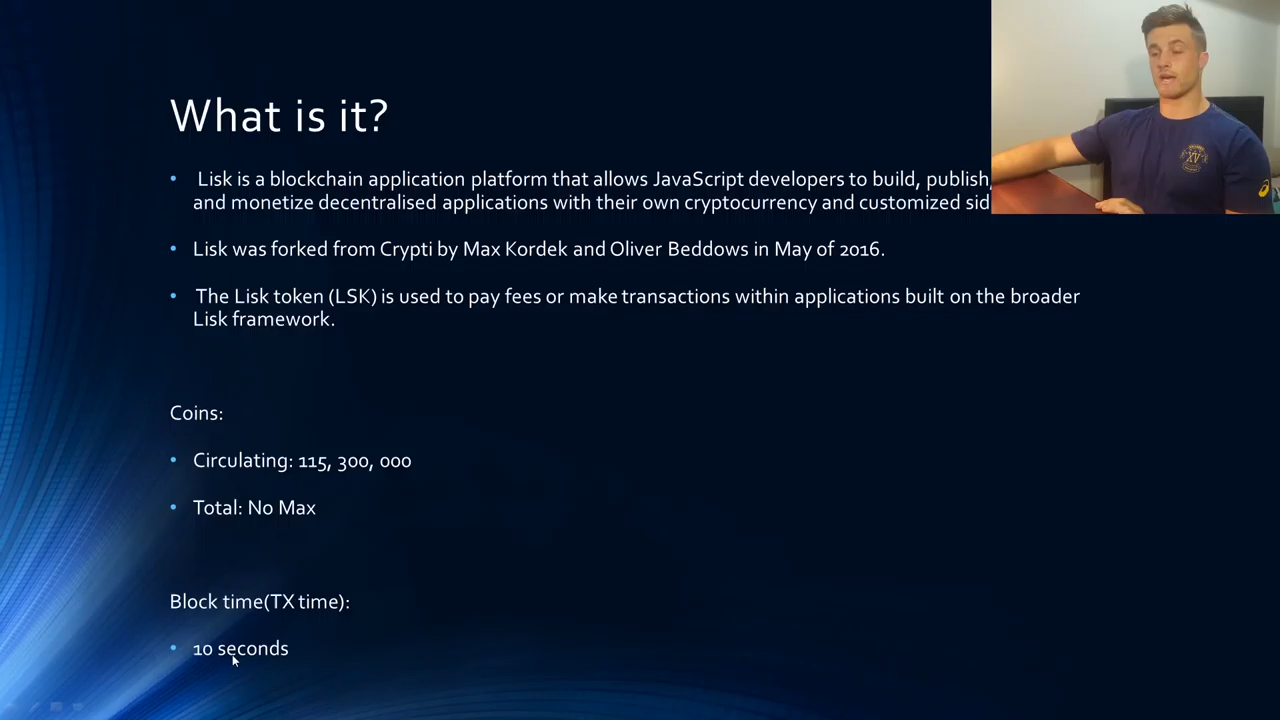 What is it?
• Lisk is a blockchain application platform that allows JavaScript developers to build, publish,
and monetize decentralised applications with their own cryptocurrency and customized sid
• Lisk was forked from Crypti by Max Kordek and Oliver Beddows in May of 2016.
• The Lisk token (LSK) is used to pay fees or make transactions within applications built on the broader
Lisk framework.
Coins:
• Circulating: 115, 300, 000
• Total: No Max
Block time(TX time):
• 10 seconds
XV